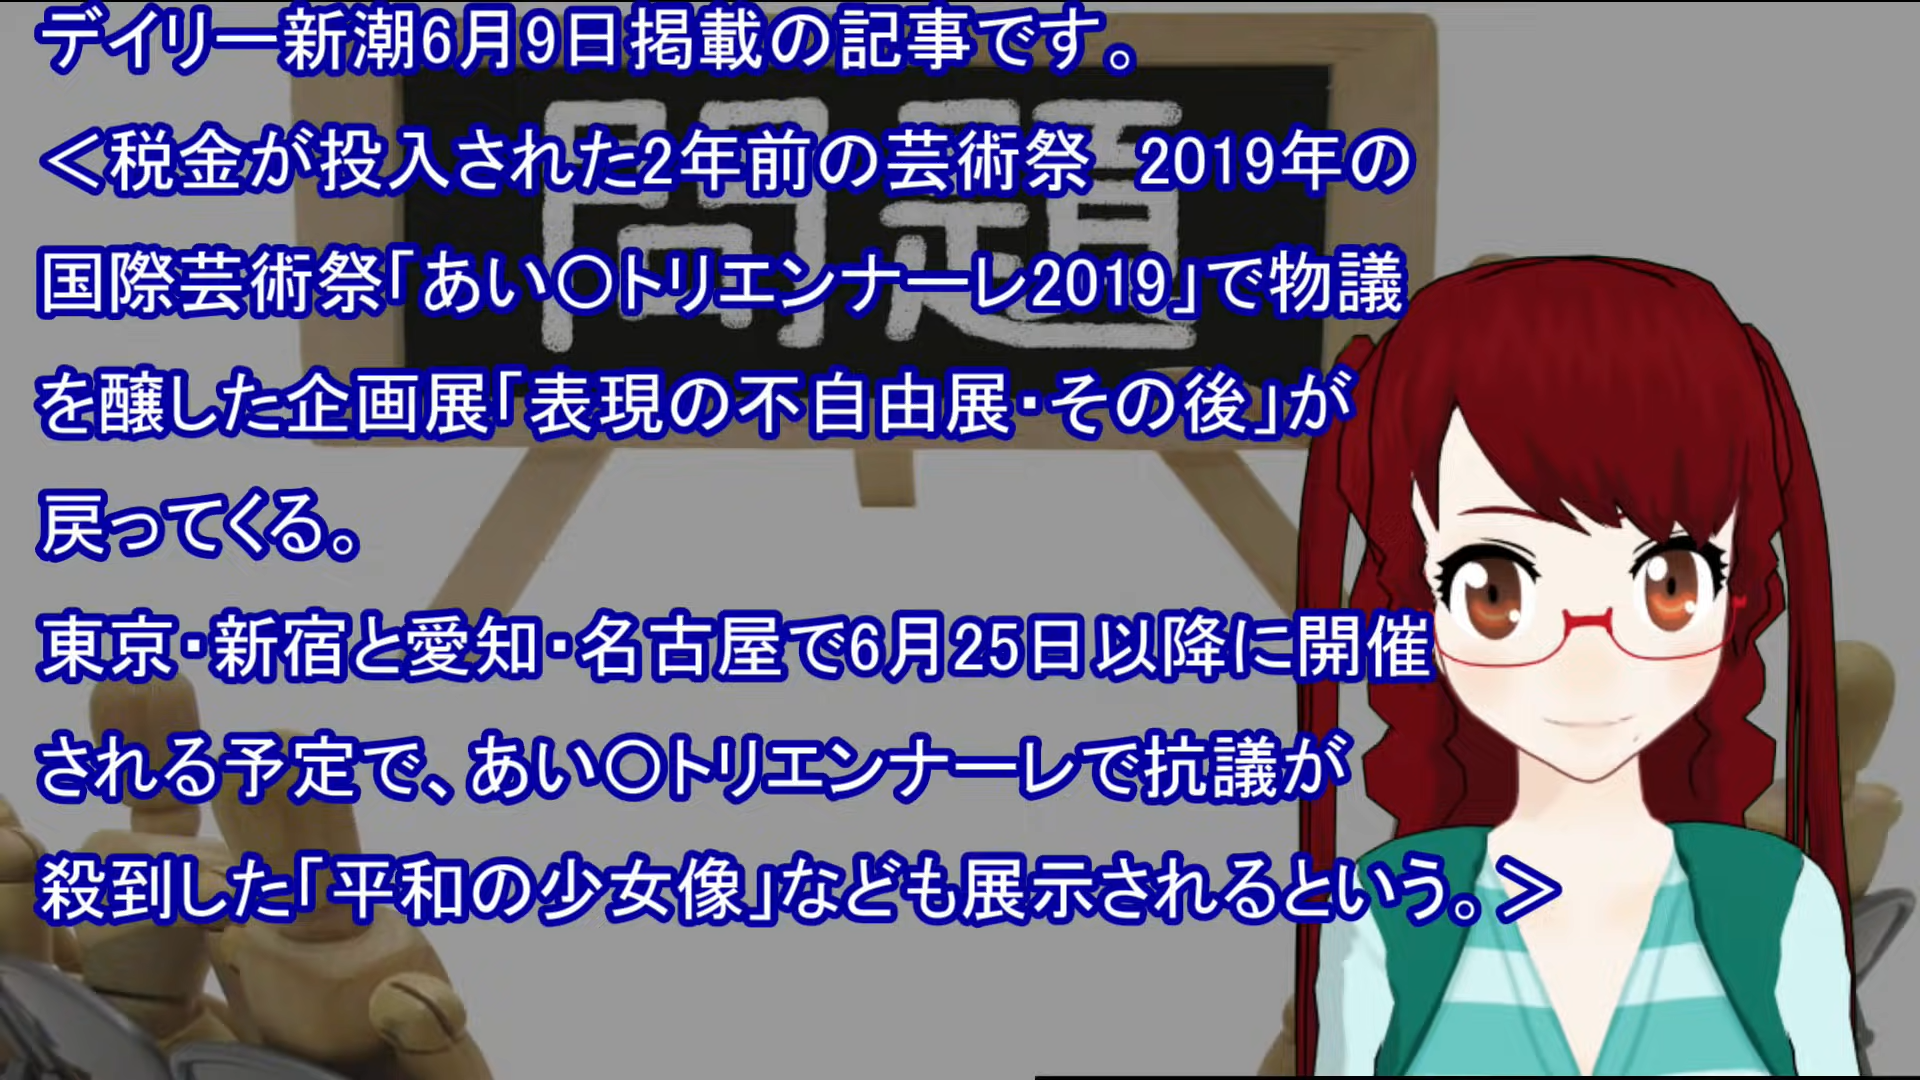 デイリー新潮6月9日掲載の記事です。
＜税金が投入された2年前の芸術祭　2019年の
国際芸術祭「あい〇トリエンナーレ2019」で物議
を醸した企画展「表現の不自由展・その後」が
戻ってくる。
東京・新宿と愛知・名古屋で6月25日以降に開催
される予定で、あい〇トリエンナーレで抗議が
殺到した「平和の少女像」なども展示されるという。＞
問題